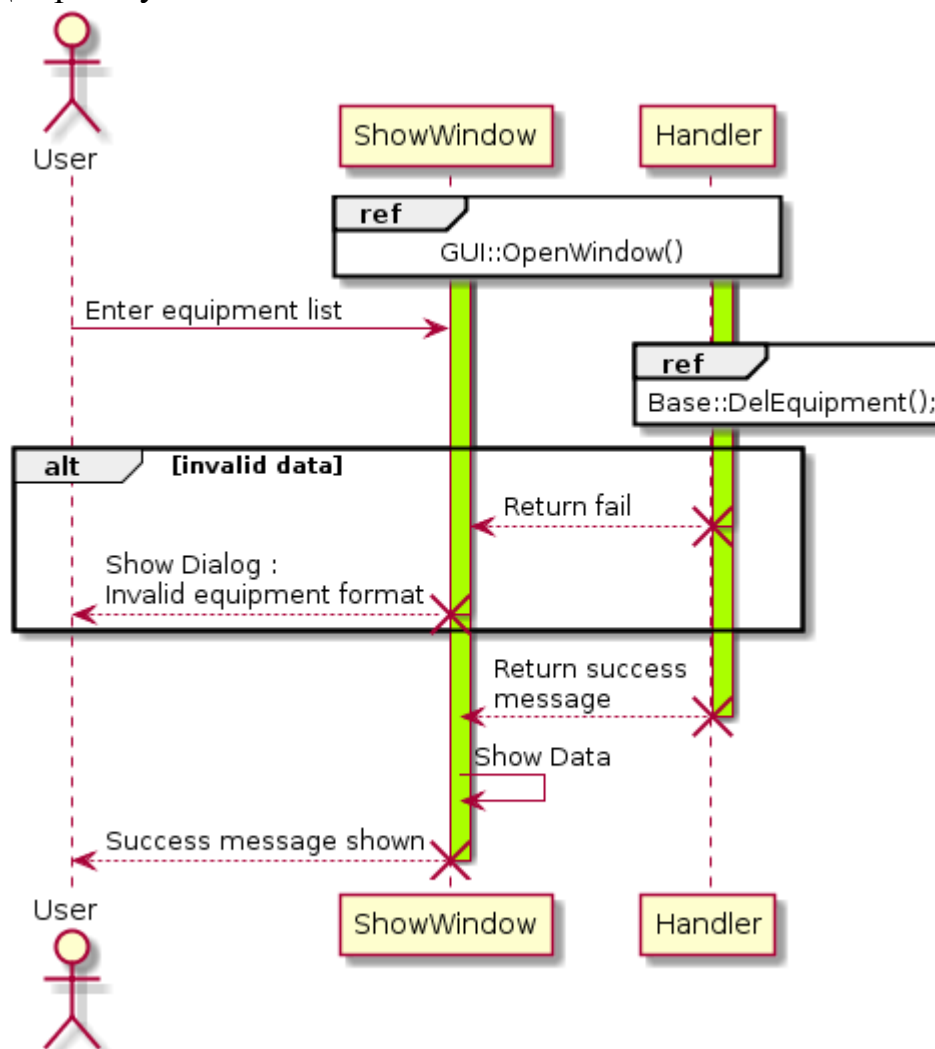 User
ShowWindow
Handler
ref
GUI::OpenWindow()
Enter equipment list
ref
Base::DelEquipment();
alt
[invalid data]
Return fail
Show Dialog :
Invalid equipment format
Return success
message
Show Data
Success message shown
User
ShowWindow
Handler